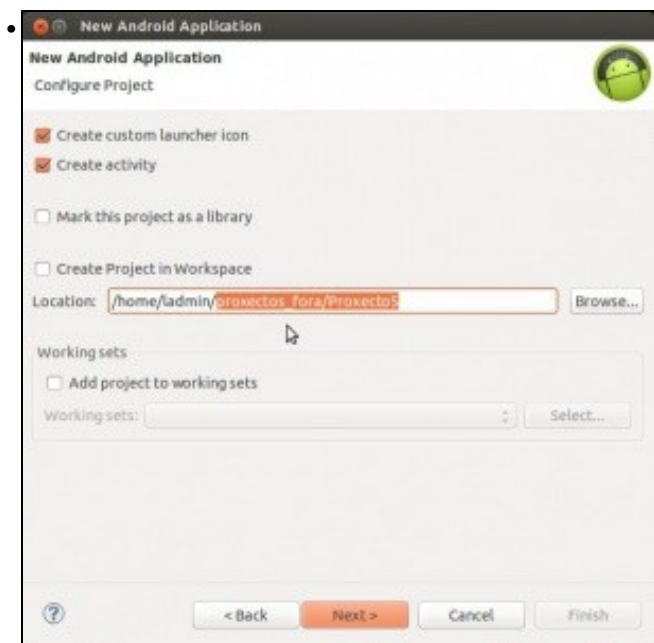 New Android Application
New Android Application
Configure Project
Create custom launcher icon
Create activity
Mark this project as a library
Create Project in Workspace
Location: /home/ladmin/proxectos_fora/Proxecto5 Browse...
Working sets
Add project to working sets
Working sets: Select...
< Back Next > Cancel Finish